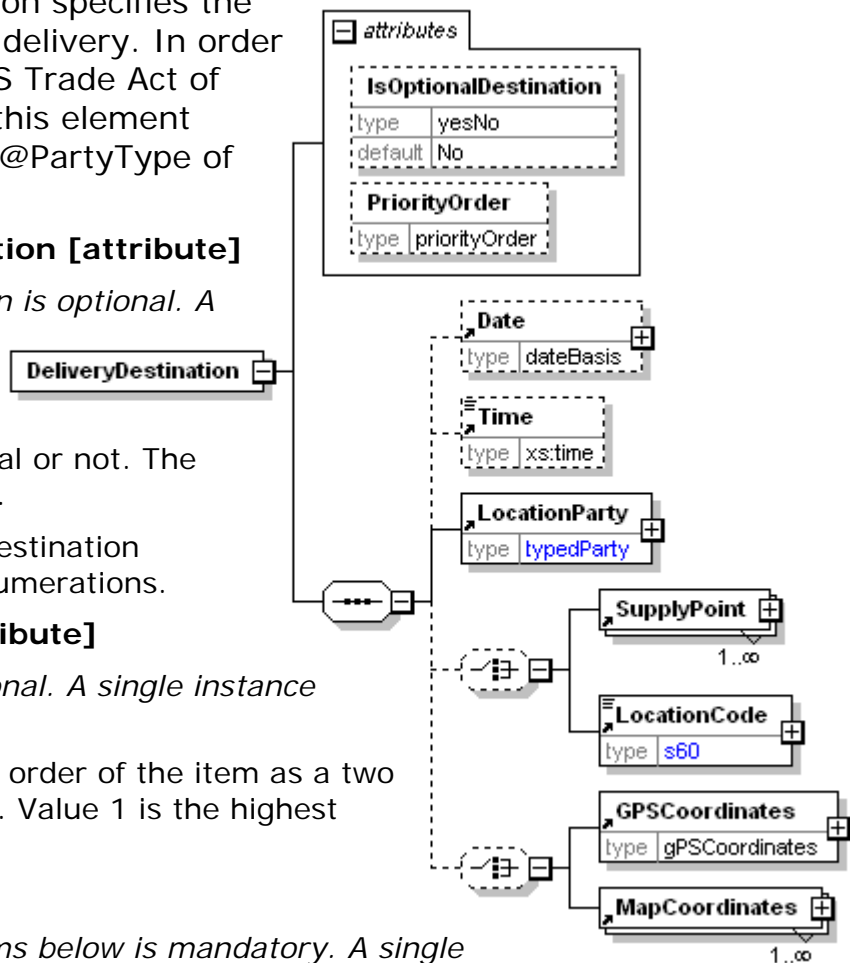 on specifies the
delivery. In order
S Trade Act of
this element
@PartyType of
tion [attribute]
n is optional. A
al or not. The
.
estination
umerations.
ribute]
onal. A single instance
order of the item as a two
. Value 1 is the highest
ms below is mandatory. A single
attributes
IsOptionalDestination
type yesNo
default No
PriorityOrder
type priorityOrder
DeliveryDestination
Date
type dateBasis
Time
type xs:time
LocationParty
type typedParty
SupplyPoint
1..∞
LocationCode
type s60
GPSCoordinates
type gPSCoordinates
MapCoordinates
1..∞